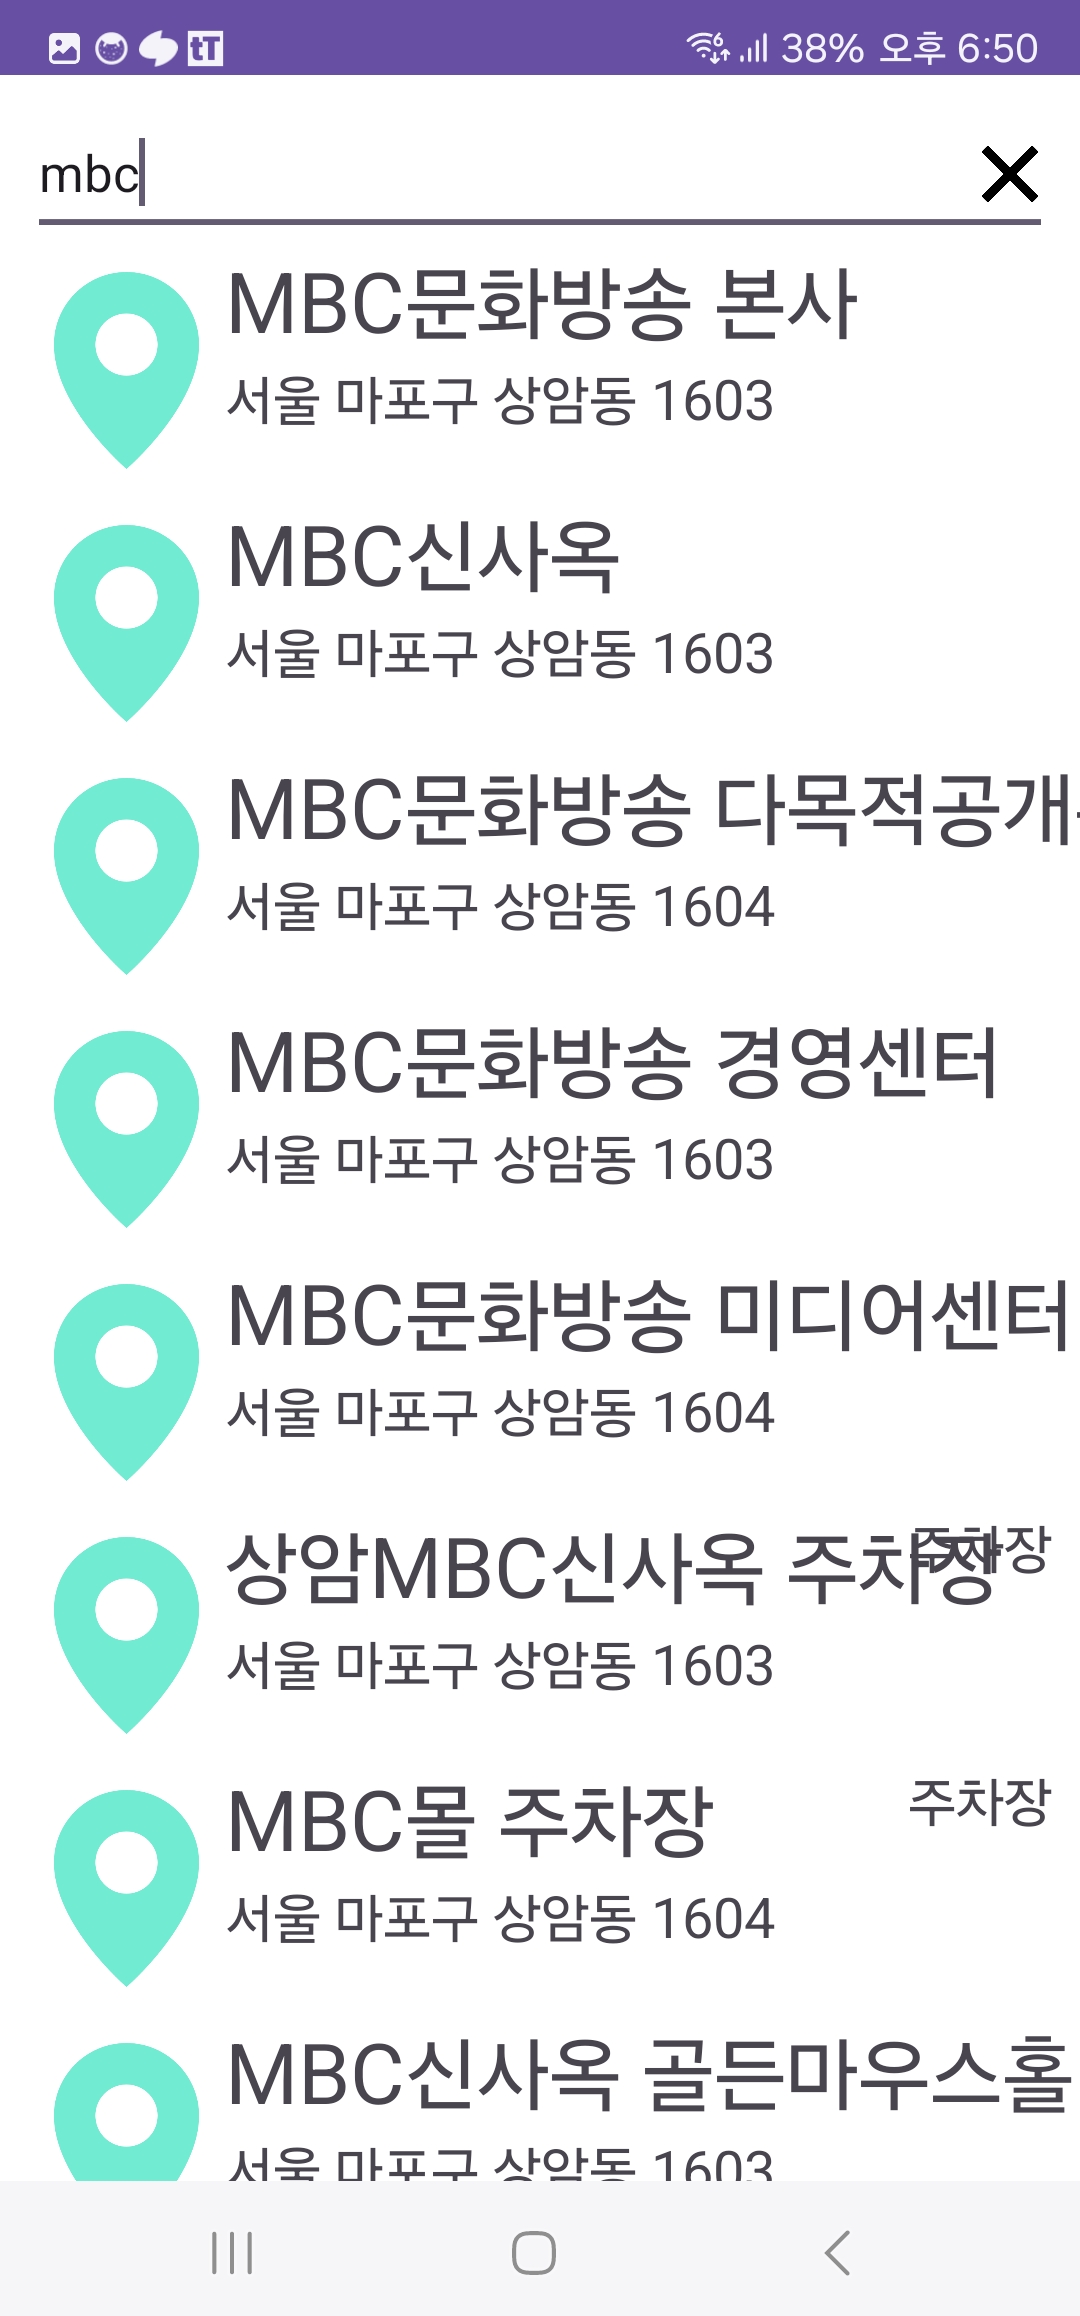 38% 오후 6:50
mbc
MBC문화방송 본사
서울 마포구 상암동 1603
MBC신사옥
서울 마포구 상암동 1603
MBC문화방송 다목적공개
서울 마포구 상암동 1604
MBC문화방송 경영센터
서울 마포구 상암동 1603
MBC문화방송 미디어센터
서울 마포구 상암동 1604
상암MBC신사옥 주차장
주차장
서울 마포구 상암동 1603
MBC몰 주차장
주차장
서울 마포구 상암동 1604
MBC신사옥 골든마우스홀
서울 마포구 상암동 1603